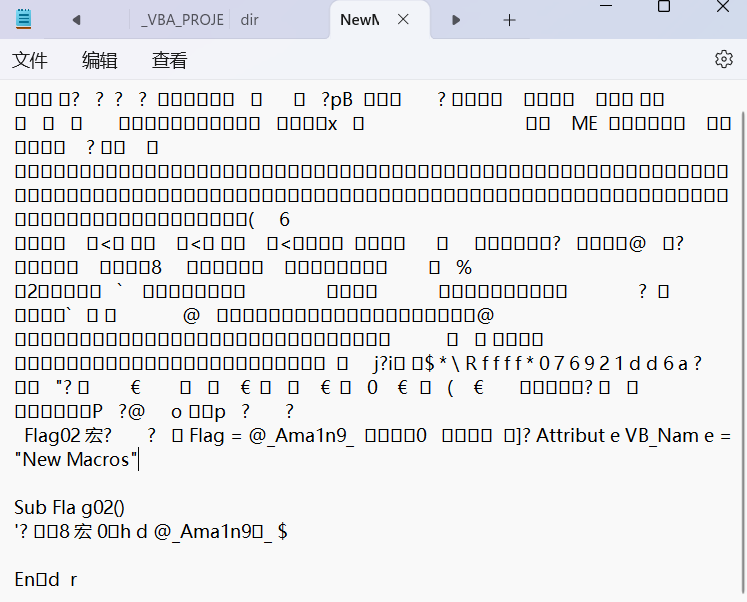 _VBA_PROJE dir NewM
文件 编辑 查看
? ? ? ? ?pB ?
x ME
?
( 6
< < < ? @ ?
8 %
2 ` ?
` @ @
j?i $ * \ R f f f f * 0 7 6 9 2 1 d d 6 a ?
"? € € 0 € ( € ?
P ?@ o p ? ?
Flag02 宏? ? Flag = @_Ama1n9_ 0 ]? Attribut e VB_Nam e =
"New Macros"
Sub Fla g02()
'? 8 宏 0 h d @_Ama1n9 _ $
En d r